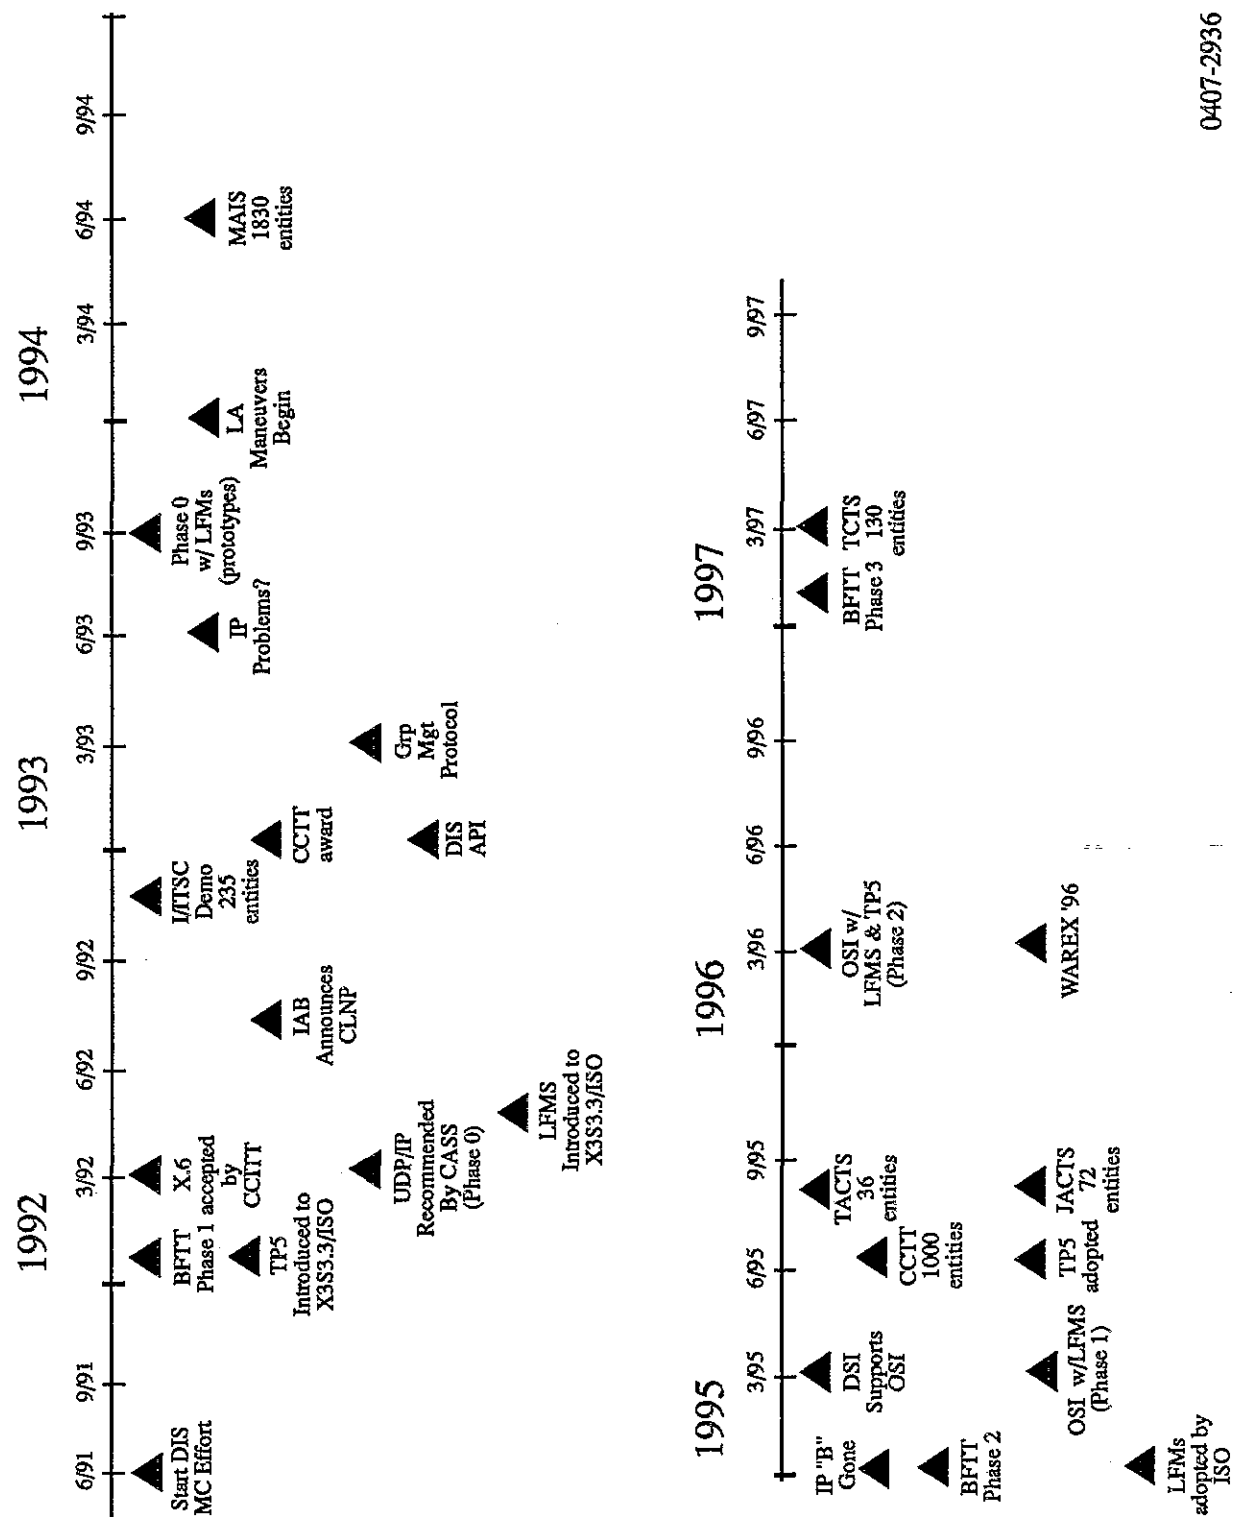 1992
1993
1994
6/91
9/91
3/92
6/92
9/92
3/93
6/93
9/93
3/94
6/94
9/94
Start DIS
MC Effort
BFTT
Phase 1
X.6
accepted
by
CCITT
TP5
Introduced to
X3S3.3/ISO
UDP/IP
Recommended
By CASS
(Phase 0)
LFMS
Introduced to
X3S3.3/ISO
IAB
Announces
CLNP
I/ITSC
Demo
235
entities
CCTT
award
DIS
API
Grp
Mgt
Protocol
IP
Problems?
Phase 0
w/ LFMs
(prototypes)
LA
Maneuvers
Begin
MAIS
1830
entities
1995
1996
1997
3/95
6/95
9/95
3/96
6/96
9/96
3/97
6/97
9/97
IP "B"
Gone
BFTT
Phase 2
LFMs
adopted by
ISO
DSI
Supports
OSI
OSI w/LFMS
(Phase 1)
TACTS
36
entities
CCTT
1000
entities
TP5
adopted
JACTS
72
entities
OSI w/
LFMS & TP5
(Phase 2)
WAREX '96
BFTT
Phase 3
TCTS
130
entities
0407-2936